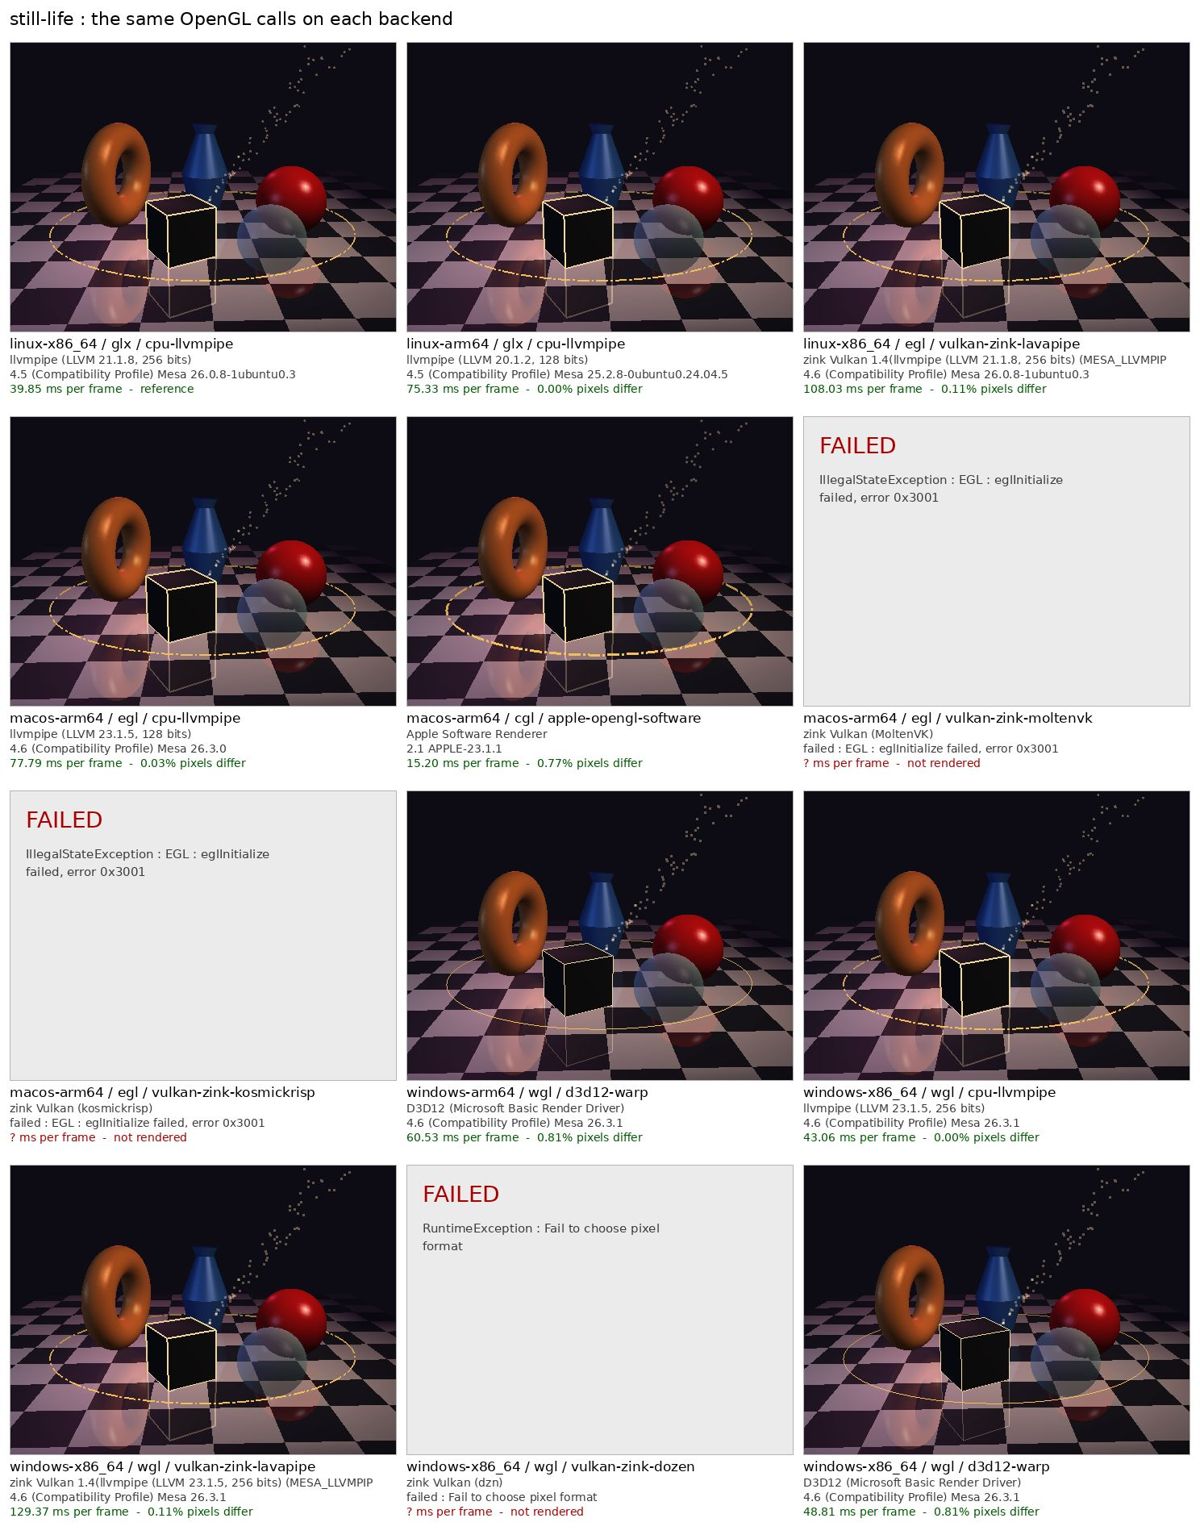 still-life : the same OpenGL calls on each backend
linux-x86_64 / glx / cpu-llvmpipe
llvmpipe (LLVM 21.1.8, 256 bits)
4.5 (Compatibility Profile) Mesa 26.0.8-1ubuntu0.3
39.85 ms per frame - reference
linux-arm64 / glx / cpu-llvmpipe
llvmpipe (LLVM 20.1.2, 128 bits)
4.5 (Compatibility Profile) Mesa 25.2.8-0ubuntu0.24.04.5
75.33 ms per frame - 0.00% pixels differ
linux-x86_64 / egl / vulkan-zink-lavapipe
zink Vulkan 1.4(llvmpipe (LLVM 21.1.8, 256 bits) (MESA_LLVMPIP
4.6 (Compatibility Profile) Mesa 26.0.8-1ubuntu0.3
108.03 ms per frame - 0.11% pixels differ
macos-arm64 / egl / cpu-llvmpipe
llvmpipe (LLVM 23.1.5, 128 bits)
4.6 (Compatibility Profile) Mesa 26.3.0
77.79 ms per frame - 0.03% pixels differ
macos-arm64 / cgl / apple-opengl-software
Apple Software Renderer
2.1 APPLE-23.1.1
15.20 ms per frame - 0.77% pixels differ
FAILED
IllegalStateException : EGL : eglInitialize
failed, error 0x3001
macos-arm64 / egl / vulkan-zink-moltenvk
zink Vulkan (MoltenVK)
failed : EGL : eglInitialize failed, error 0x3001
? ms per frame - not rendered
FAILED
IllegalStateException : EGL : eglInitialize
failed, error 0x3001
macos-arm64 / egl / vulkan-zink-kosmickrisp
zink Vulkan (kosmickrisp)
failed : EGL : eglInitialize failed, error 0x3001
? ms per frame - not rendered
windows-arm64 / wgl / d3d12-warp
D3D12 (Microsoft Basic Render Driver)
4.6 (Compatibility Profile) Mesa 26.3.1
60.53 ms per frame - 0.81% pixels differ
windows-x86_64 / wgl / cpu-llvmpipe
llvmpipe (LLVM 23.1.5, 256 bits)
4.6 (Compatibility Profile) Mesa 26.3.1
43.06 ms per frame - 0.00% pixels differ
windows-x86_64 / wgl / vulkan-zink-lavapipe
zink Vulkan 1.4(llvmpipe (LLVM 23.1.5, 256 bits) (MESA_LLVMPIP
4.6 (Compatibility Profile) Mesa 26.3.1
129.37 ms per frame - 0.11% pixels differ
FAILED
RuntimeException : Fail to choose pixel
format
windows-x86_64 / wgl / vulkan-zink-dozen
zink Vulkan (dzn)
failed : Fail to choose pixel format
? ms per frame - not rendered
windows-x86_64 / wgl / d3d12-warp
D3D12 (Microsoft Basic Render Driver)
4.6 (Compatibility Profile) Mesa 26.3.1
48.81 ms per frame - 0.81% pixels differ